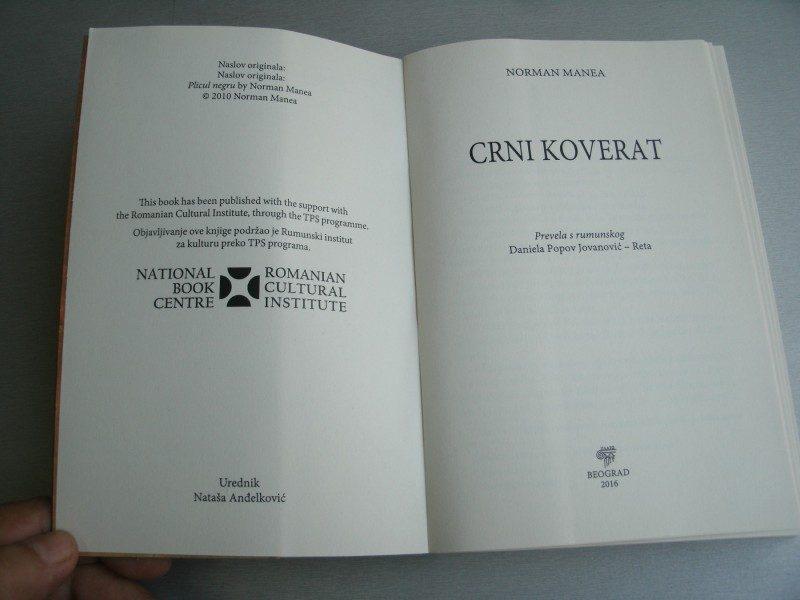 Naslov originala:
Naslov originala:
Plicul negru by Norman Manea
© 2010 Norman Manea
This book has been published with the support with
the Romanian Cultural Institute, through the TPS programme.
Objavljivanje ove knjige podržao je Rumunski institut
za kulturu preko TPS programa.
NATIONAL
BOOK
CENTRE
ROMANIAN
CULTURAL
INSTITUTE
Urednik
Nataša Anđelković
NORMAN MANEA
CRNI KOVERAT
Prevela s rumunskog
Daniela Popov Jovanović – Reta
BEOGRAD
2016